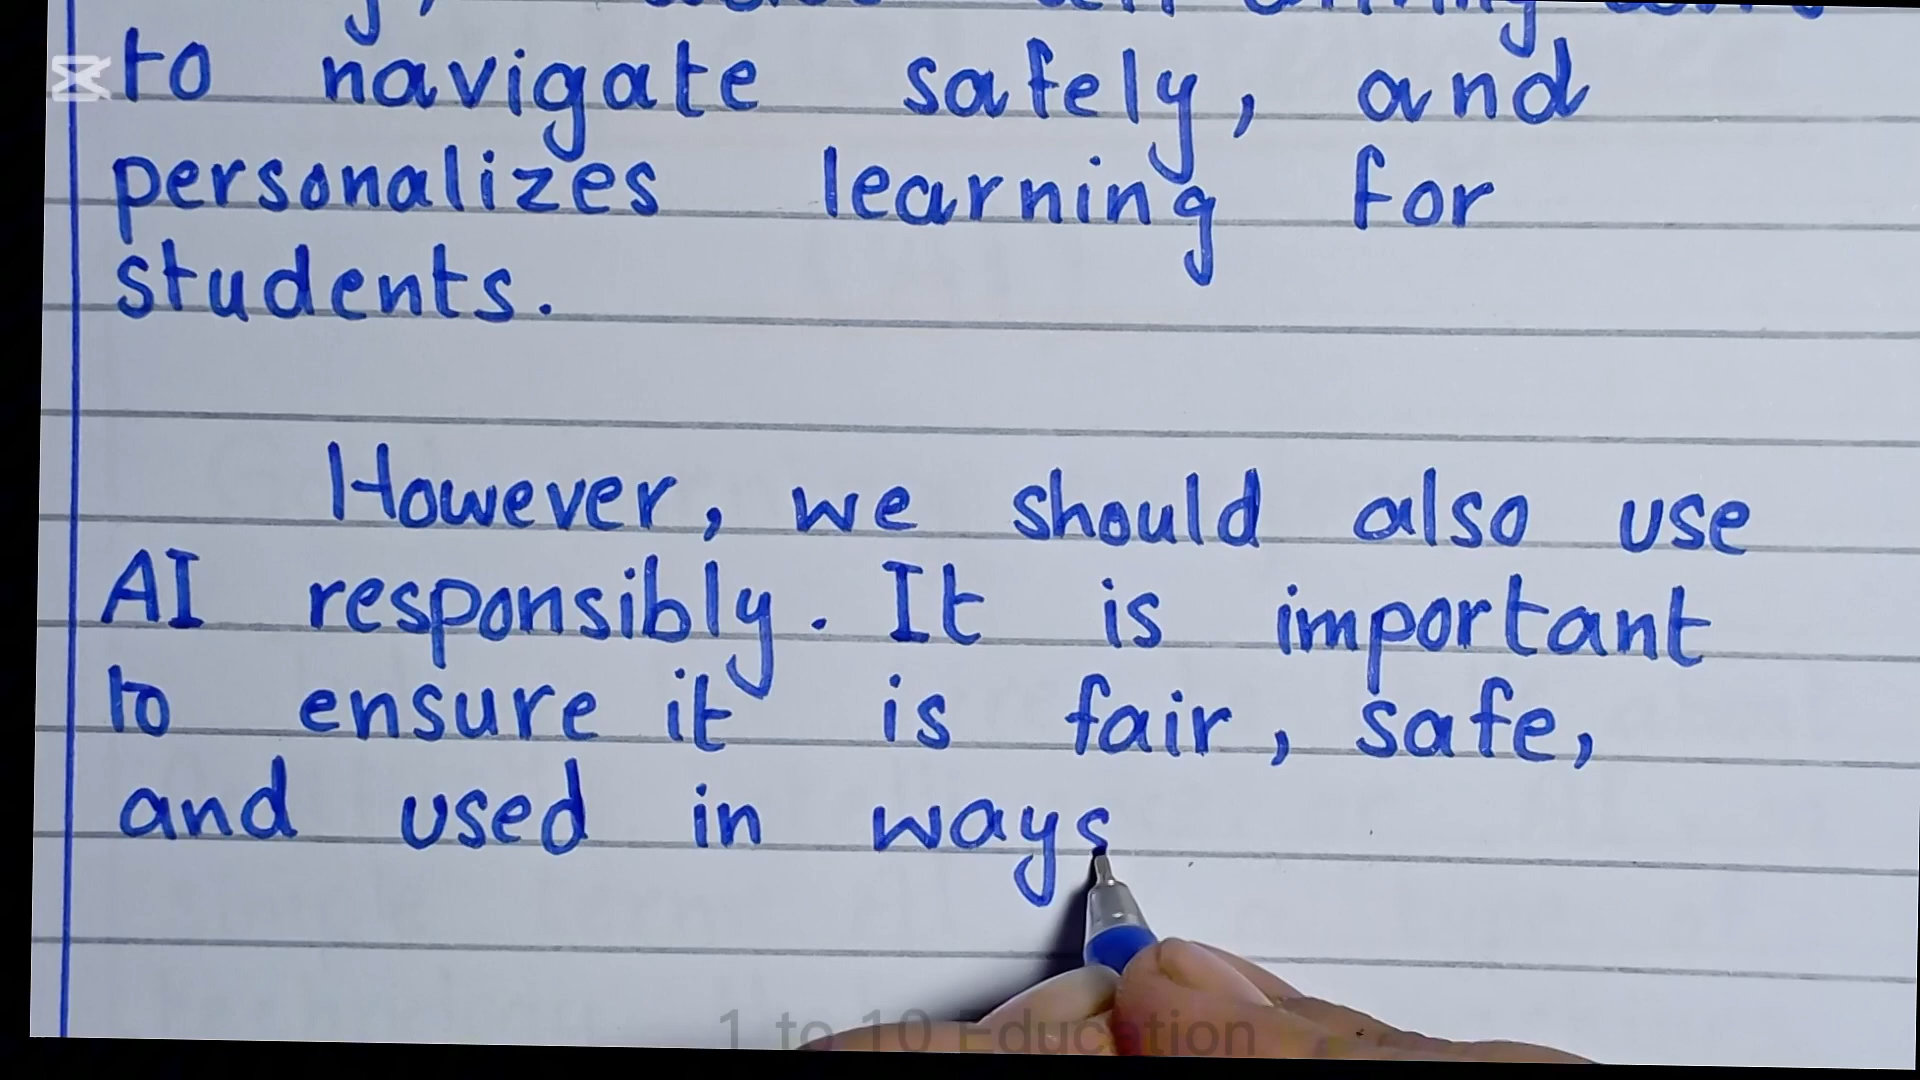 to navigate safely, and
personalizes learning for
students.
However, we should also use
AI responsibly. It is important
to ensure it is fair, safe,
and used in ways
1 to 10 Education